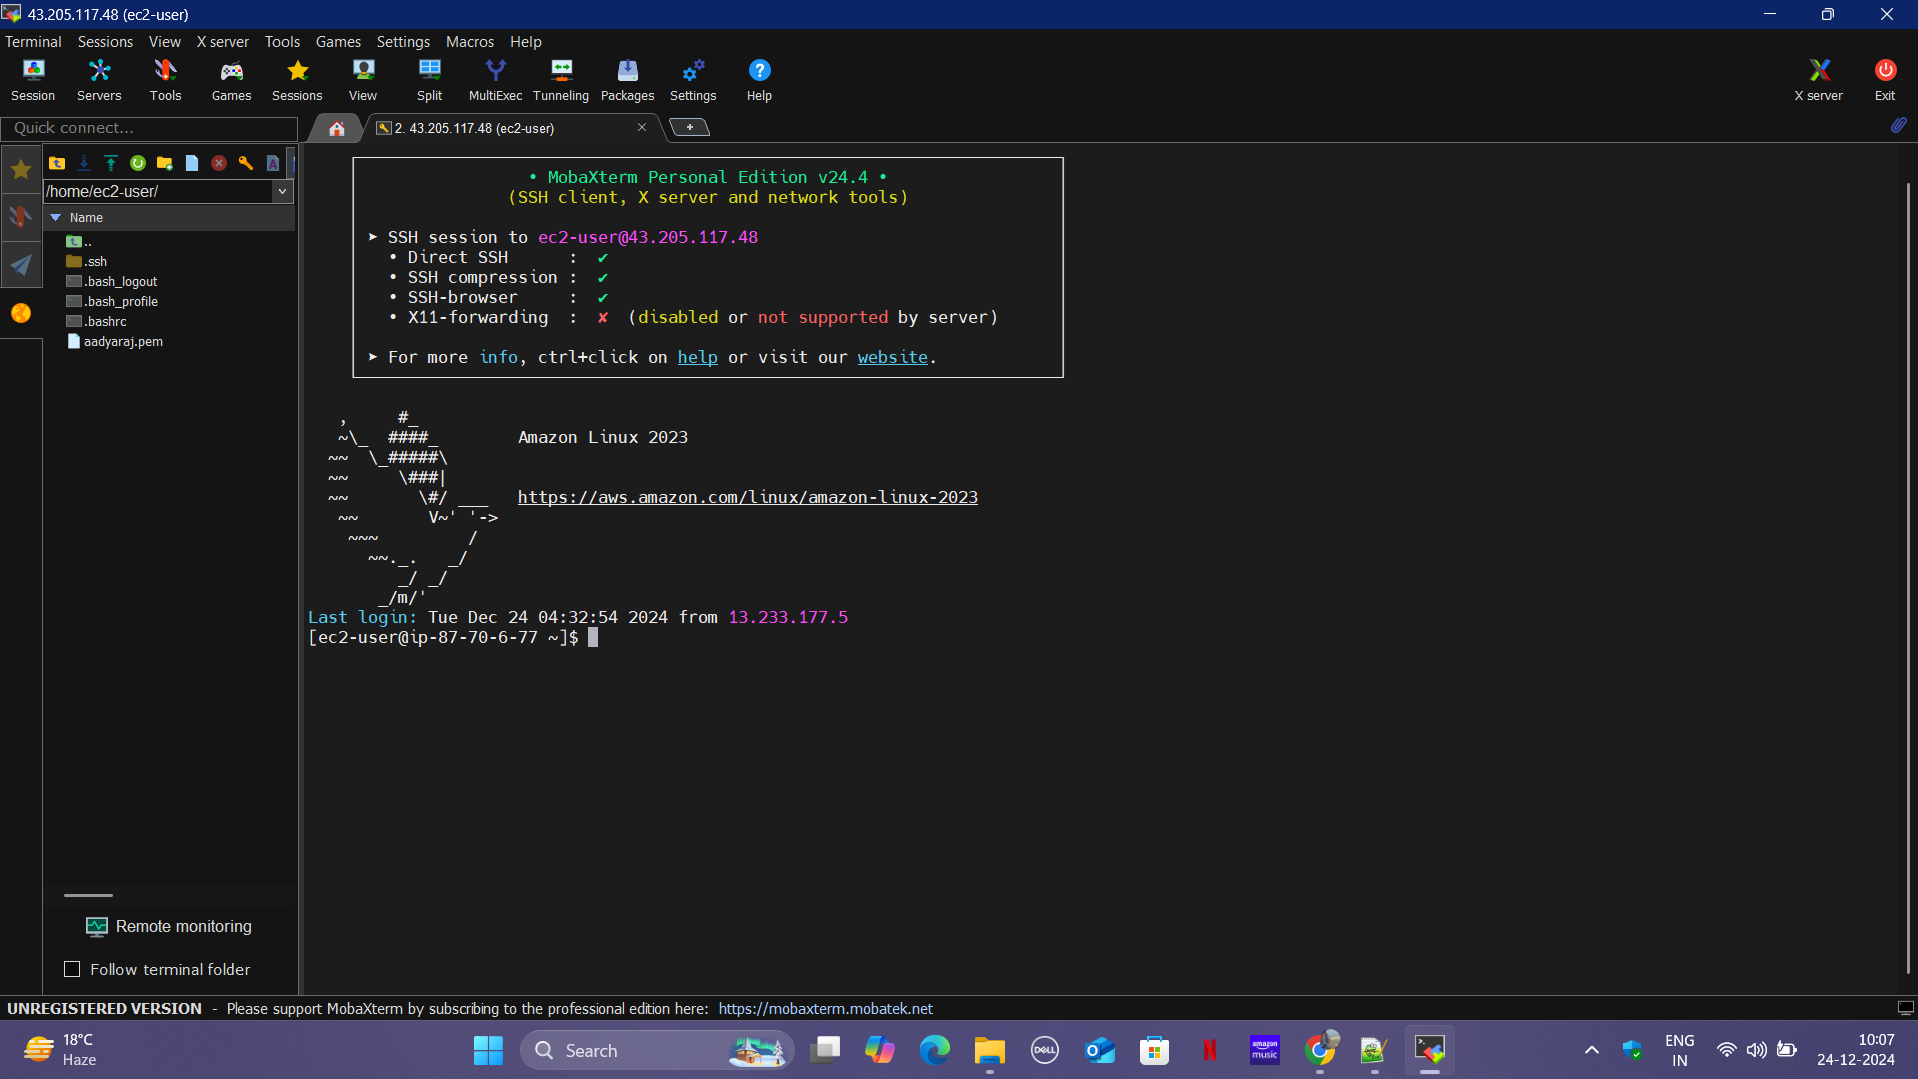 43.205.117.48 (ec2-user)
Terminal Sessions View X server Tools Games Settings Macros Help
Session Servers Tools Games Sessions View Split MultiExec Tunneling Packages Settings Help X server Exit
Quick connect...
2. 43.205.117.48 (ec2-user)
/home/ec2-user/
Name
..
.ssh
.bash_logout
.bash_profile
.bashrc
aadyaraj.pem
Remote monitoring
Follow terminal folder
• MobaXterm Personal Edition v24.4 •
(SSH client, X server and network tools)
➤ SSH session to ec2-user@43.205.117.48
• Direct SSH : ✔
• SSH compression : ✔
• SSH-browser : ✔
• X11-forwarding : ✘ (disabled or not supported by server)
➤ For more info, ctrl+click on help or visit our website.
   ,     #_
   ~\_  ####_        Amazon Linux 2023
  ~~  \_#####\
  ~~     \###|
  ~~       \#/ ___   https://aws.amazon.com/linux/amazon-linux-2023
   ~~       V~' '->
    ~~~         /
      ~~._.   _/
         _/ _/
       _/m/'
Last login: Tue Dec 24 04:32:54 2024 from 13.233.177.5
[ec2-user@ip-87-70-6-77 ~]$
UNREGISTERED VERSION - Please support MobaXterm by subscribing to the professional edition here: https://mobaxterm.mobatek.net
18°C
Haze
Search
DELL
amazon music
ENG
IN
10:07
24-12-2024